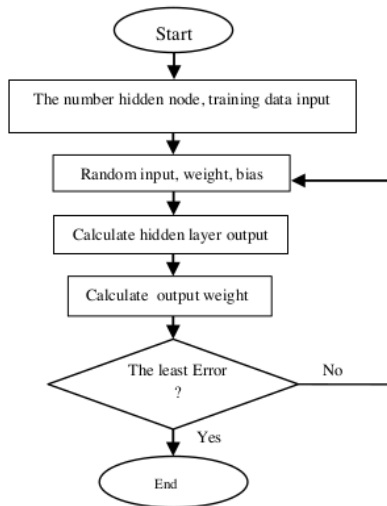 Start
The number hidden node, training data input
Random input, weight, bias
Calculate hidden layer output
Calculate output weight
The least Error
?
No
Yes
End